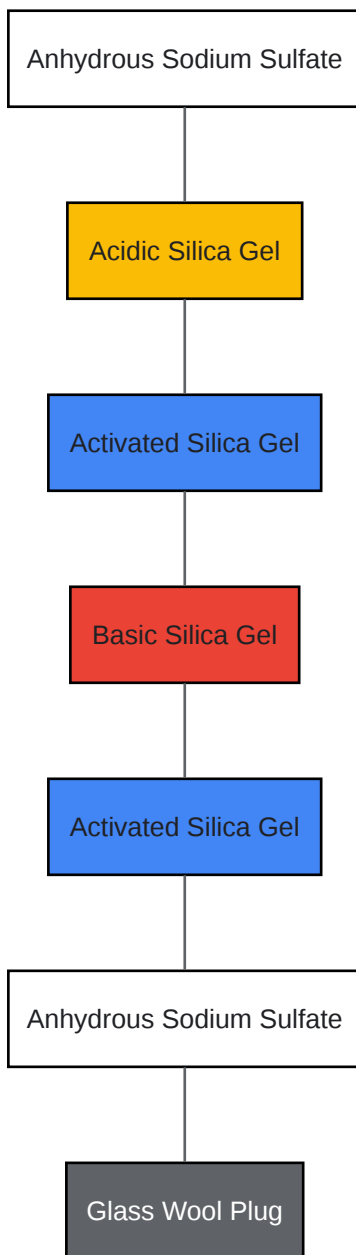 Anhydrous Sodium Sulfate
Acidic Silica Gel
Activated Silica Gel
Basic Silica Gel
Activated Silica Gel
Anhydrous Sodium Sulfate
Glass Wool Plug